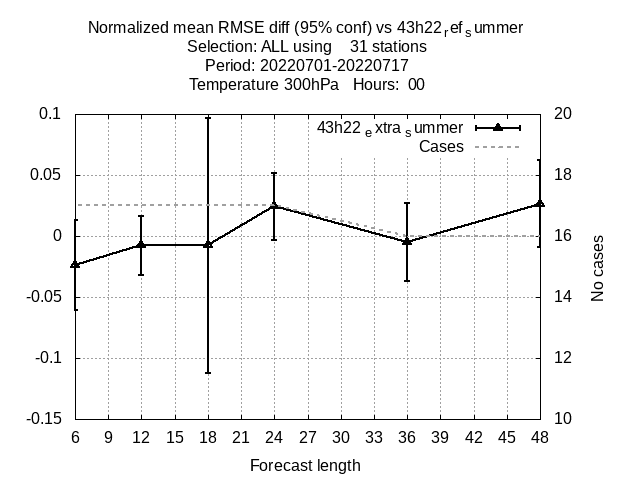 Normalized mean RMSE diff (95% conf) vs 43h22refsummer
Selection: ALL using 31 stations
Period: 20220701-20220717
Temperature 300hPa Hours: 00
0.1
0.05
0
-0.05
-0.1
-0.15
20
18
16
14
12
10
43h22extrasummer
Cases
No cases
6 9 12 15 18 21 24 27 30 33 36 39 42 45 48
Forecast length